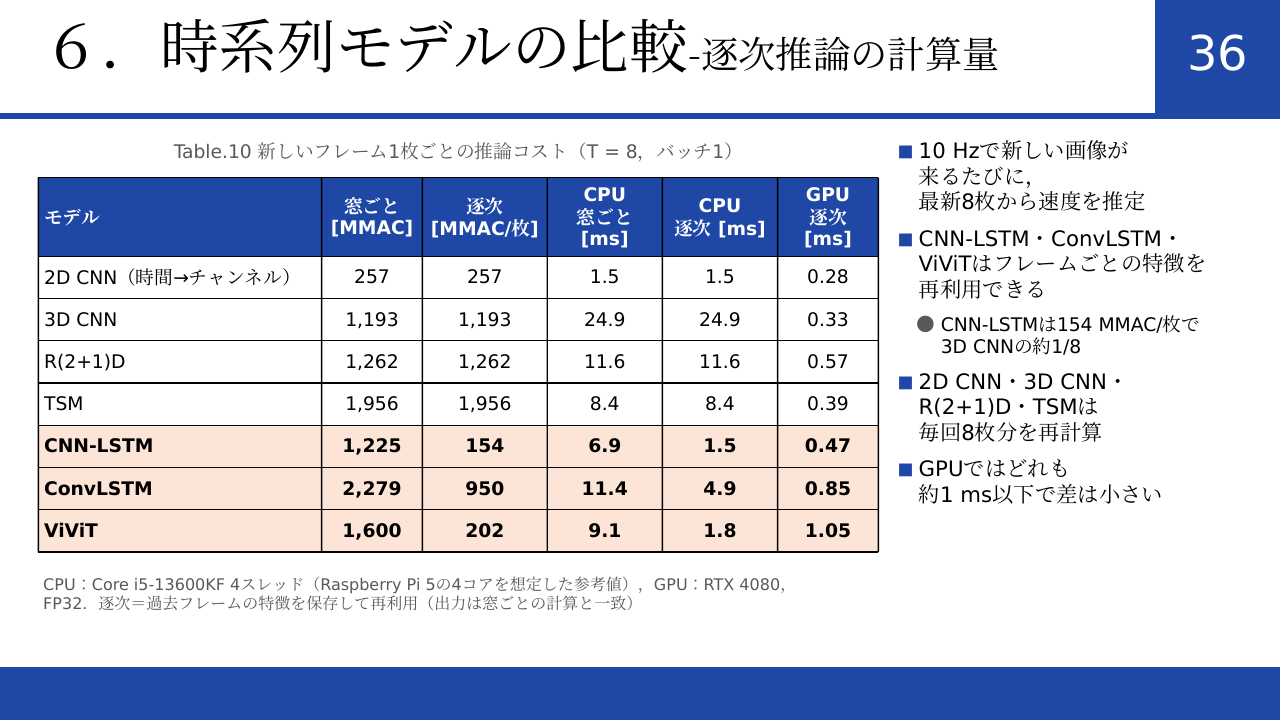 6．時系列モデルの比較-逐次推論の計算量
36
Table.10 新しいフレーム1枚ごとの推論コスト（T = 8，バッチ1）
モデル 窓ごと [MMAC] 逐次 [MMAC/枚] CPU 窓ごと [ms] CPU 逐次 [ms] GPU 逐次 [ms]
2D CNN（時間→チャンネル） 257 257 1.5 1.5 0.28
3D CNN 1,193 1,193 24.9 24.9 0.33
R(2+1)D 1,262 1,262 11.6 11.6 0.57
TSM 1,956 1,956 8.4 8.4 0.39
CNN-LSTM 1,225 154 6.9 1.5 0.47
ConvLSTM 2,279 950 11.4 4.9 0.85
ViViT 1,600 202 9.1 1.8 1.05
CPU：Core i5-13600KF 4スレッド（Raspberry Pi 5の4コアを想定した参考値），GPU：RTX 4080，
FP32．逐次＝過去フレームの特徴を保存して再利用（出力は窓ごとの計算と一致）
■ 10 Hzで新しい画像が
来るたびに，
最新8枚から速度を推定
■ CNN-LSTM・ConvLSTM・
ViViTはフレームごとの特徴を
再利用できる
● CNN-LSTMは154 MMAC/枚で
3D CNNの約1/8
■ 2D CNN・3D CNN・
R(2+1)D・TSMは
毎回8枚分を再計算
■ GPUではどれも
約1 ms以下で差は小さい